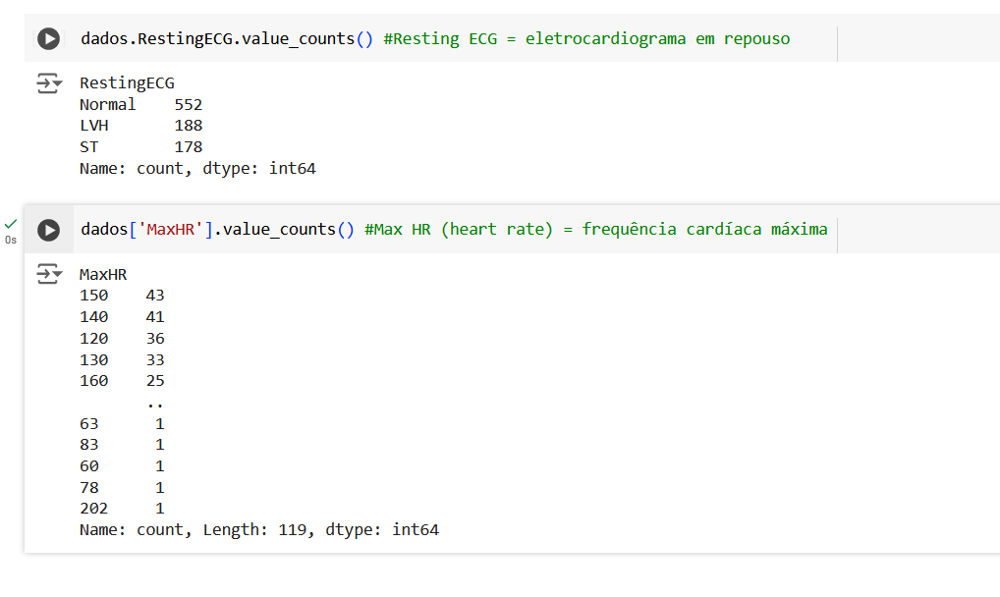 dados.RestingECG.value_counts() #Resting ECG = eletrocardiograma em repouso
RestingECG
Normal    552
LVH       188
ST        178
Name: count, dtype: int64
0s
dados['MaxHR'].value_counts() #Max HR (heart rate) = frequência cardíaca máxima
MaxHR
150    43
140    41
120    36
130    33
160    25
       ..
63      1
83      1
60      1
78      1
202     1
Name: count, Length: 119, dtype: int64